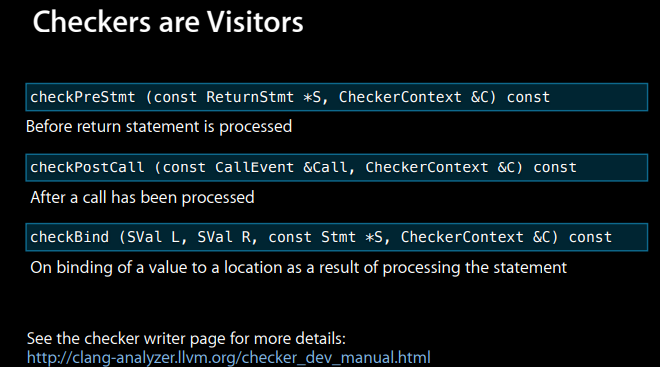 Checkers are Visitors
checkPreStmt (const ReturnStmt *S, CheckerContext &C) const
Before return statement is processed
checkPostCall (const CallEvent &Call, CheckerContext &C) const
After a call has been processed
checkBind (SVal L, SVal R, const Stmt *S, CheckerContext &C) const
On binding of a value to a location as a result of processing the statement
See the checker writer page for more details:
http://clang-analyzer.llvm.org/checker_dev_manual.html